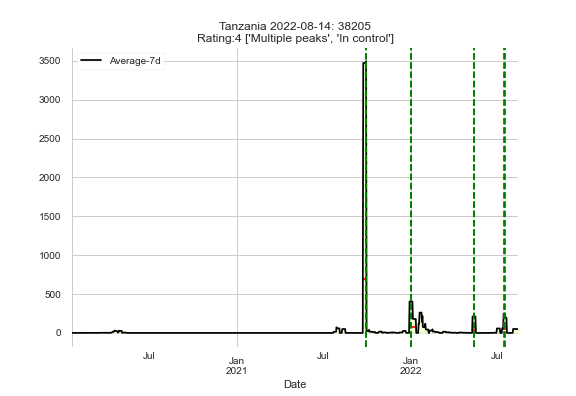 Tanzania 2022-08-14: 38205
Rating:4 ['Multiple peaks', 'In control']
Average-7d
3500
3000
2500
2000
1500
1000
500
0
Jul
Jan
2021
Jul
Jan
2022
Jul
Date